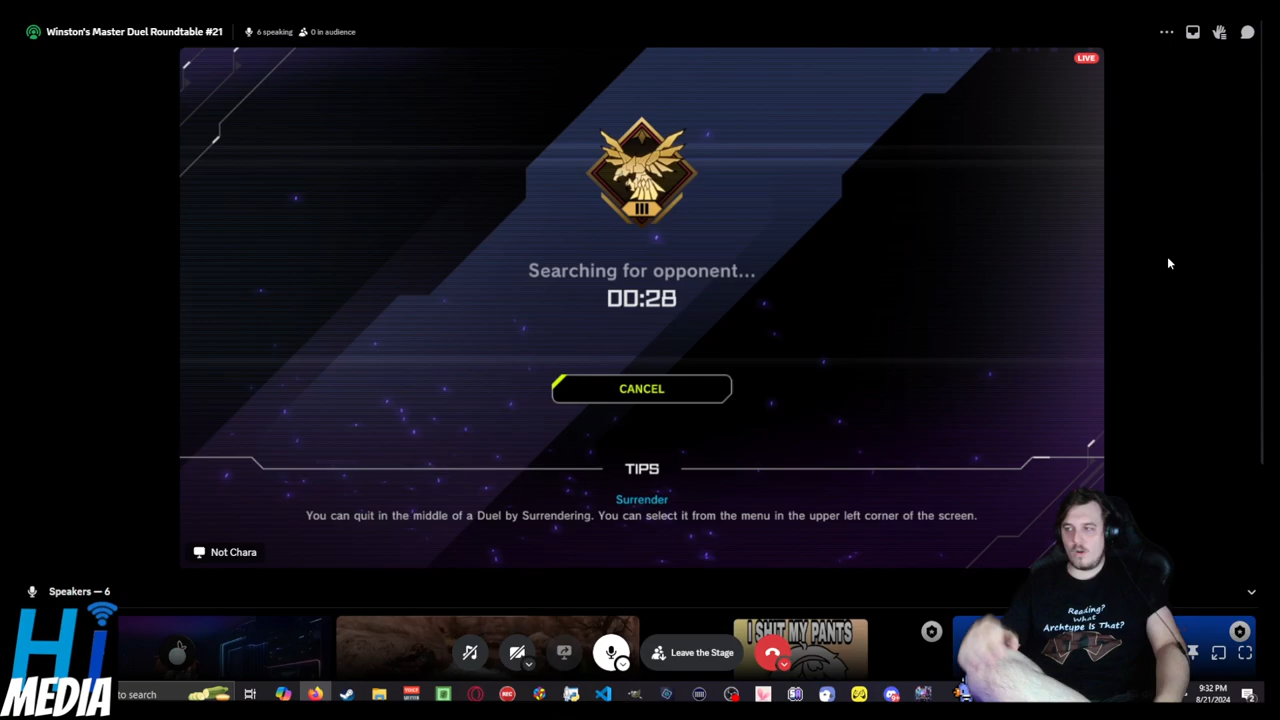 Winston's Master Duel Roundtable #21
6 speaking
0 in audience
LIVE
III
Searching for opponent...
00:28
CANCEL
TIPS
Surrender
You can quit in the middle of a Duel by Surrendering. You can select it from the menu in the upper left corner of the screen.
Not Chara
Speakers — 6
I SHIT MY PANTS
Leave the Stage
Reading?
What
Archtype Is That?
Hi
MEDIA
to search
REC
9:32 PM
8/21/2024